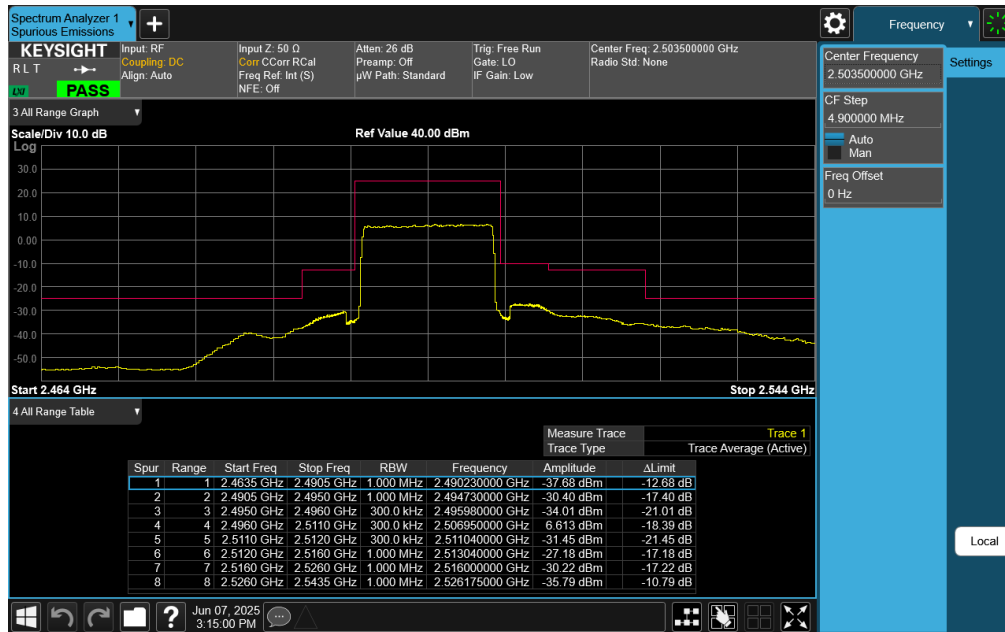 Spectrum Analyzer 1
Spurious Emissions
Frequency
KEYSIGHT
R L T
LXI
PASS
Input: RF
Coupling: DC
Align: Auto
Input Z: 50 Ω
Corr CCorr RCal
Freq Ref: Int (S)
NFE: Off
Atten: 26 dB
Preamp: Off
µW Path: Standard
Trig: Free Run
Gate: LO
IF Gain: Low
Center Freq: 2.503500000 GHz
Radio Std: None
Center Frequency
2.503500000 GHz
Settings
CF Step
4.900000 MHz
Auto
Man
Freq Offset
0 Hz
3 All Range Graph
Scale/Div 10.0 dB
Ref Value 40.00 dBm
Log
30.0
20.0
10.0
0.00
-10.0
-20.0
-30.0
-40.0
-50.0
Start 2.464 GHz
Stop 2.544 GHz
4 All Range Table
Measure Trace Trace 1
Trace Type Trace Average (Active)
Spur Range Start Freq Stop Freq RBW Frequency Amplitude ΔLimit
1 1 2.4635 GHz 2.4905 GHz 1.000 MHz 2.490230000 GHz -37.68 dBm -12.68 dB
2 2 2.4905 GHz 2.4950 GHz 1.000 MHz 2.494730000 GHz -30.40 dBm -17.40 dB
3 3 2.4950 GHz 2.4960 GHz 300.0 kHz 2.495980000 GHz -34.01 dBm -21.01 dB
4 4 2.4960 GHz 2.5110 GHz 300.0 kHz 2.506950000 GHz 6.613 dBm -18.39 dB
5 5 2.5110 GHz 2.5120 GHz 300.0 kHz 2.511040000 GHz -31.45 dBm -21.45 dB
6 6 2.5120 GHz 2.5160 GHz 1.000 MHz 2.513040000 GHz -27.18 dBm -17.18 dB
7 7 2.5160 GHz 2.5260 GHz 1.000 MHz 2.516000000 GHz -30.22 dBm -17.22 dB
8 8 2.5260 GHz 2.5435 GHz 1.000 MHz 2.526175000 GHz -35.79 dBm -10.79 dB
Local
?
Jun 07, 2025
3:15:00 PM